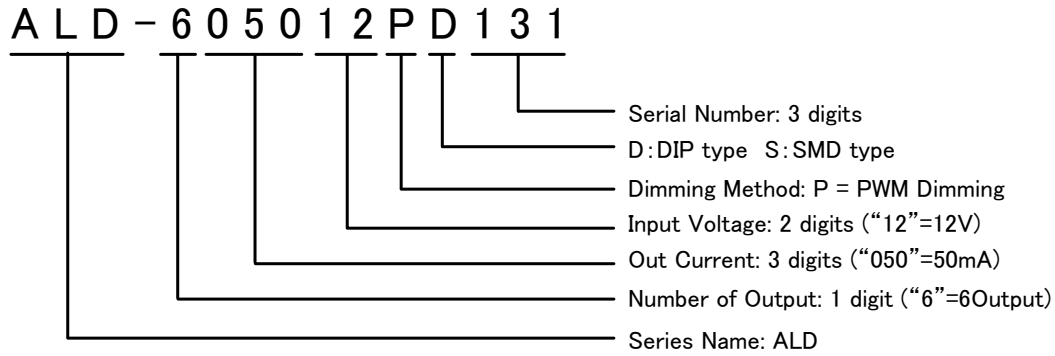 ALD-605012PD131
Serial Number: 3 digits
D:DIP type  S:SMD type
Dimming Method: P = PWM Dimming
Input Voltage: 2 digits (“12”=12V)
Out Current: 3 digits (“050”=50mA)
Number of Output: 1 digit (“6”=6Output)
Series Name: ALD